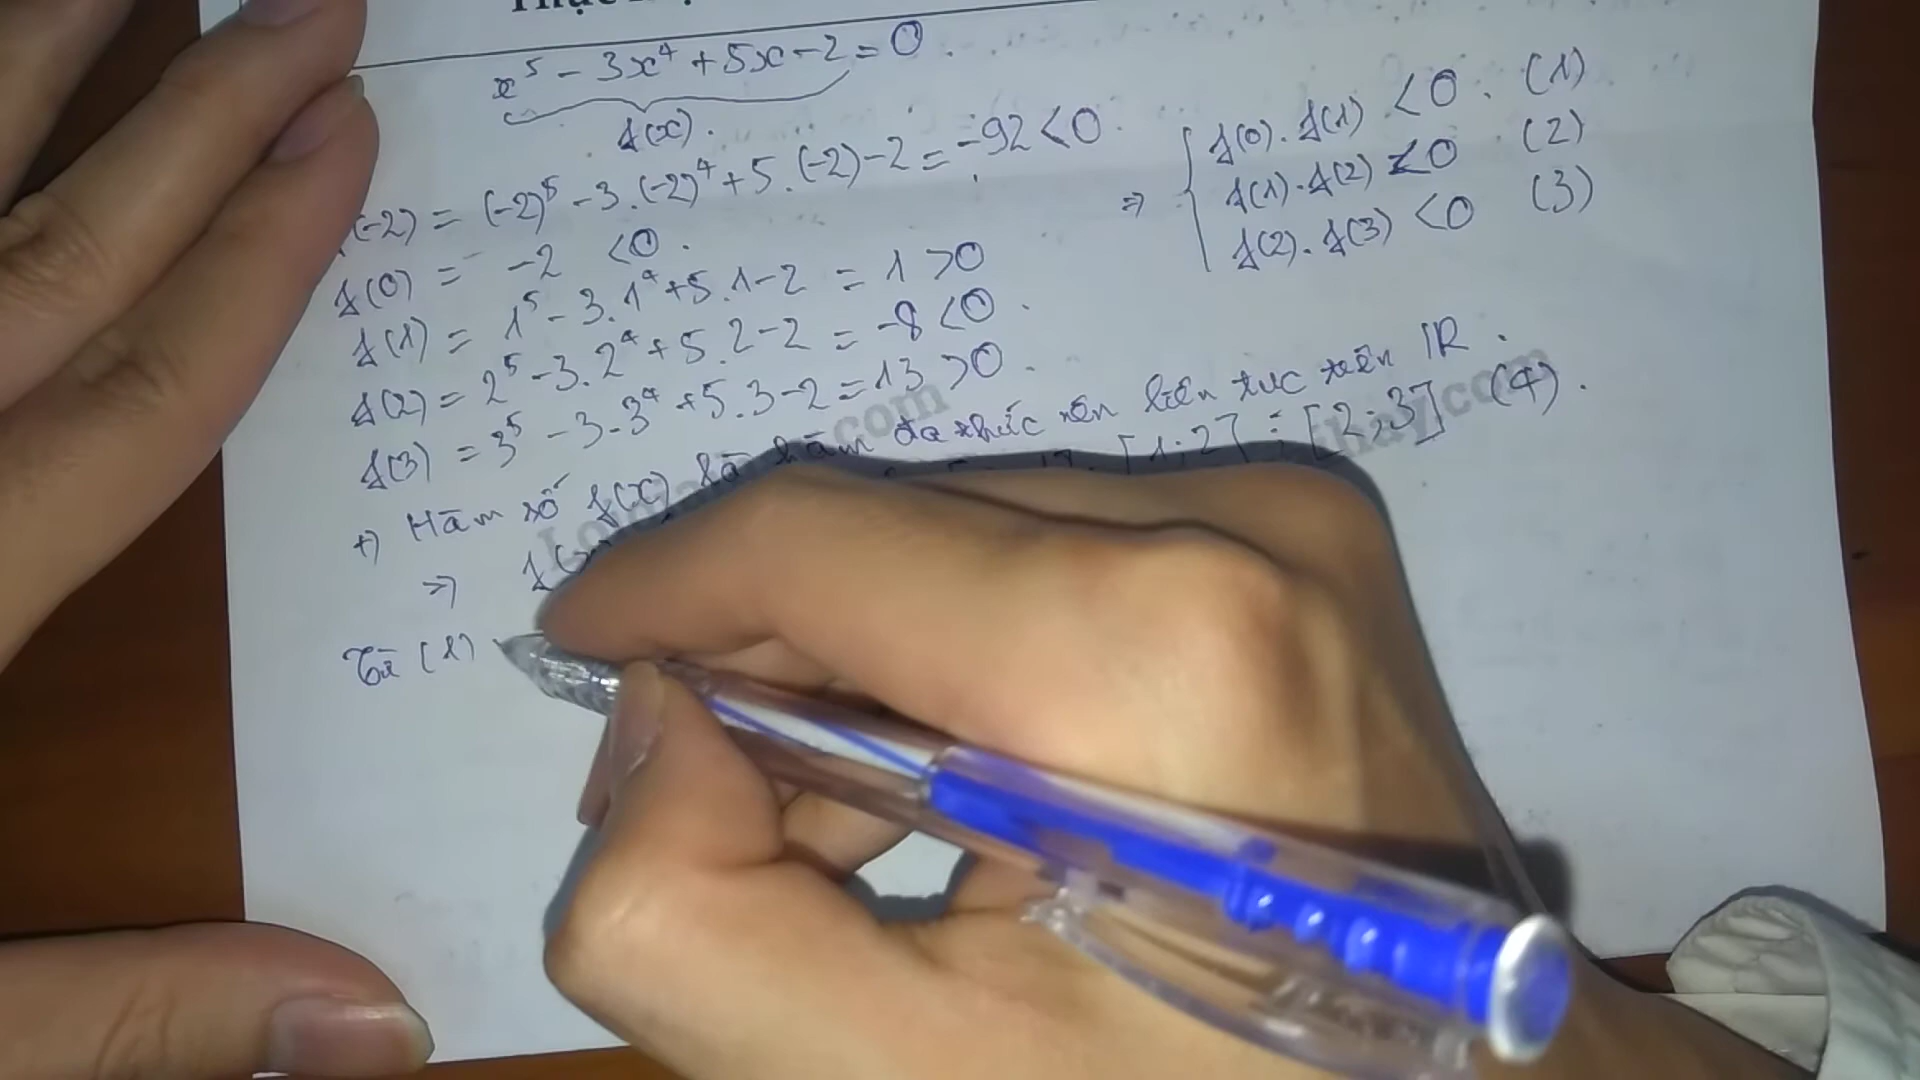 x⁵ - 3x⁴ + 5x - 2 = 0.
f(x).
(-2) = (-2)⁵ - 3.(-2)⁴ + 5.(-2) - 2 = -92 < 0
f(0) = -2 < 0.
f(1) = 1⁵ - 3.1⁴ + 5.1 - 2 = 1 > 0
f(2) = 2⁵ - 3.2⁴ + 5.2 - 2 = -8 < 0.
f(3) = 3⁵ - 3.3⁴ + 5.3 - 2 = 13 > 0.
⇒ { f(0).f(1) < 0. (1)
f(1).f(2) < 0 (2)
f(2).f(3) < 0 (3)
+) Hàm số f(x) là hàm đa thức nên liên tục trên IR.
⇒ f(x) [1;2]; [2;3] (4).
Từ (1)